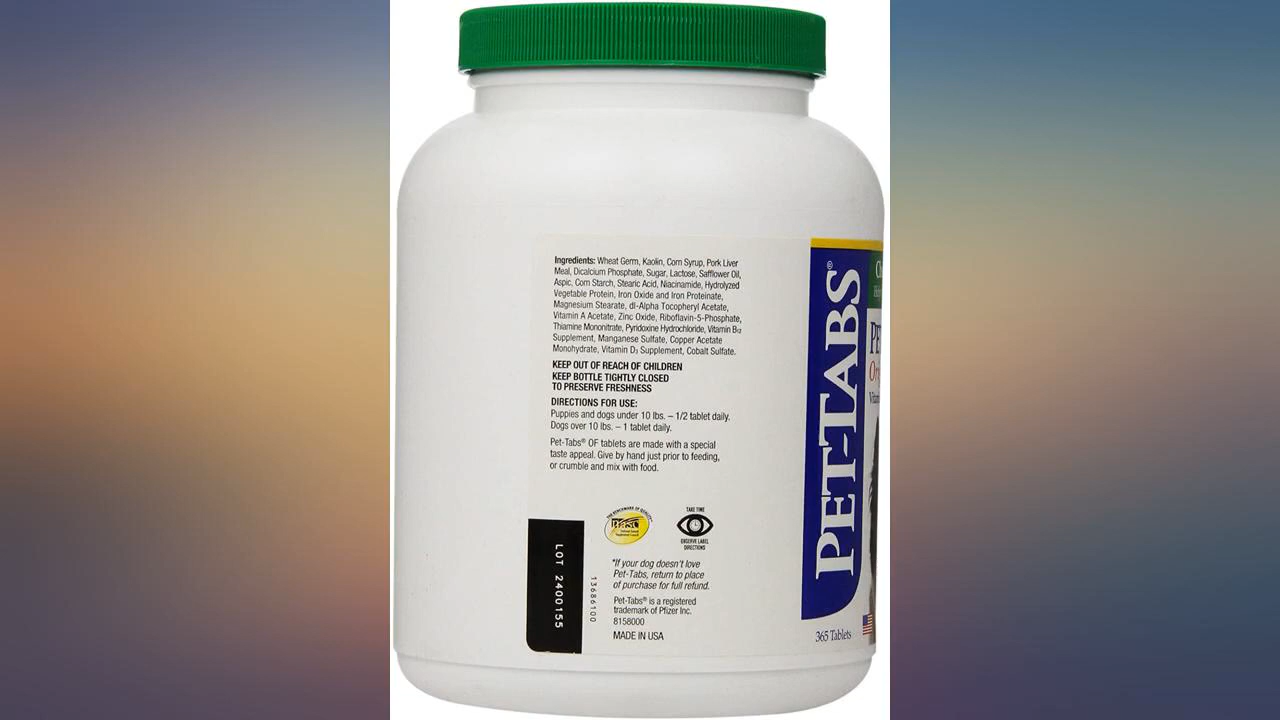 Ingredients: Wheat Germ, Kaolin, Corn Syrup, Pork Liver
Meal, Dicalcium Phosphate, Sugar, Lactose, Safflower Oil,
Aspic, Corn Starch, Stearic Acid, Niacinamide, Hydrolyzed
Vegetable Protein, Iron Oxide and Iron Proteinate,
Magnesium Stearate, dl-Alpha Tocopheryl Acetate,
Vitamin A Acetate, Zinc Oxide, Riboflavin-5-Phosphate,
Thiamine Mononitrate, Pyridoxine Hydrochloride, Vitamin B₁₂
Supplement, Manganese Sulfate, Copper Acetate
Monohydrate, Vitamin D₃ Supplement, Cobalt Sulfate.
KEEP OUT OF REACH OF CHILDREN
KEEP BOTTLE TIGHTLY CLOSED
TO PRESERVE FRESHNESS
DIRECTIONS FOR USE:
Puppies and dogs under 10 lbs. – 1/2 tablet daily.
Dogs over 10 lbs. – 1 tablet daily.
Pet-Tabs® OF tablets are made with a special
taste appeal. Give by hand just prior to feeding,
or crumble and mix with food.
TAKE TIME
OBSERVE LABEL
DIRECTIONS
*If your dog doesn't love
Pet-Tabs, return to place
of purchase for full refund.
Pet-Tabs® is a registered
trademark of Pfizer Inc.
8158000
MADE IN USA
LOT 2400155
13686100
PET-TABS®
365 Tablets